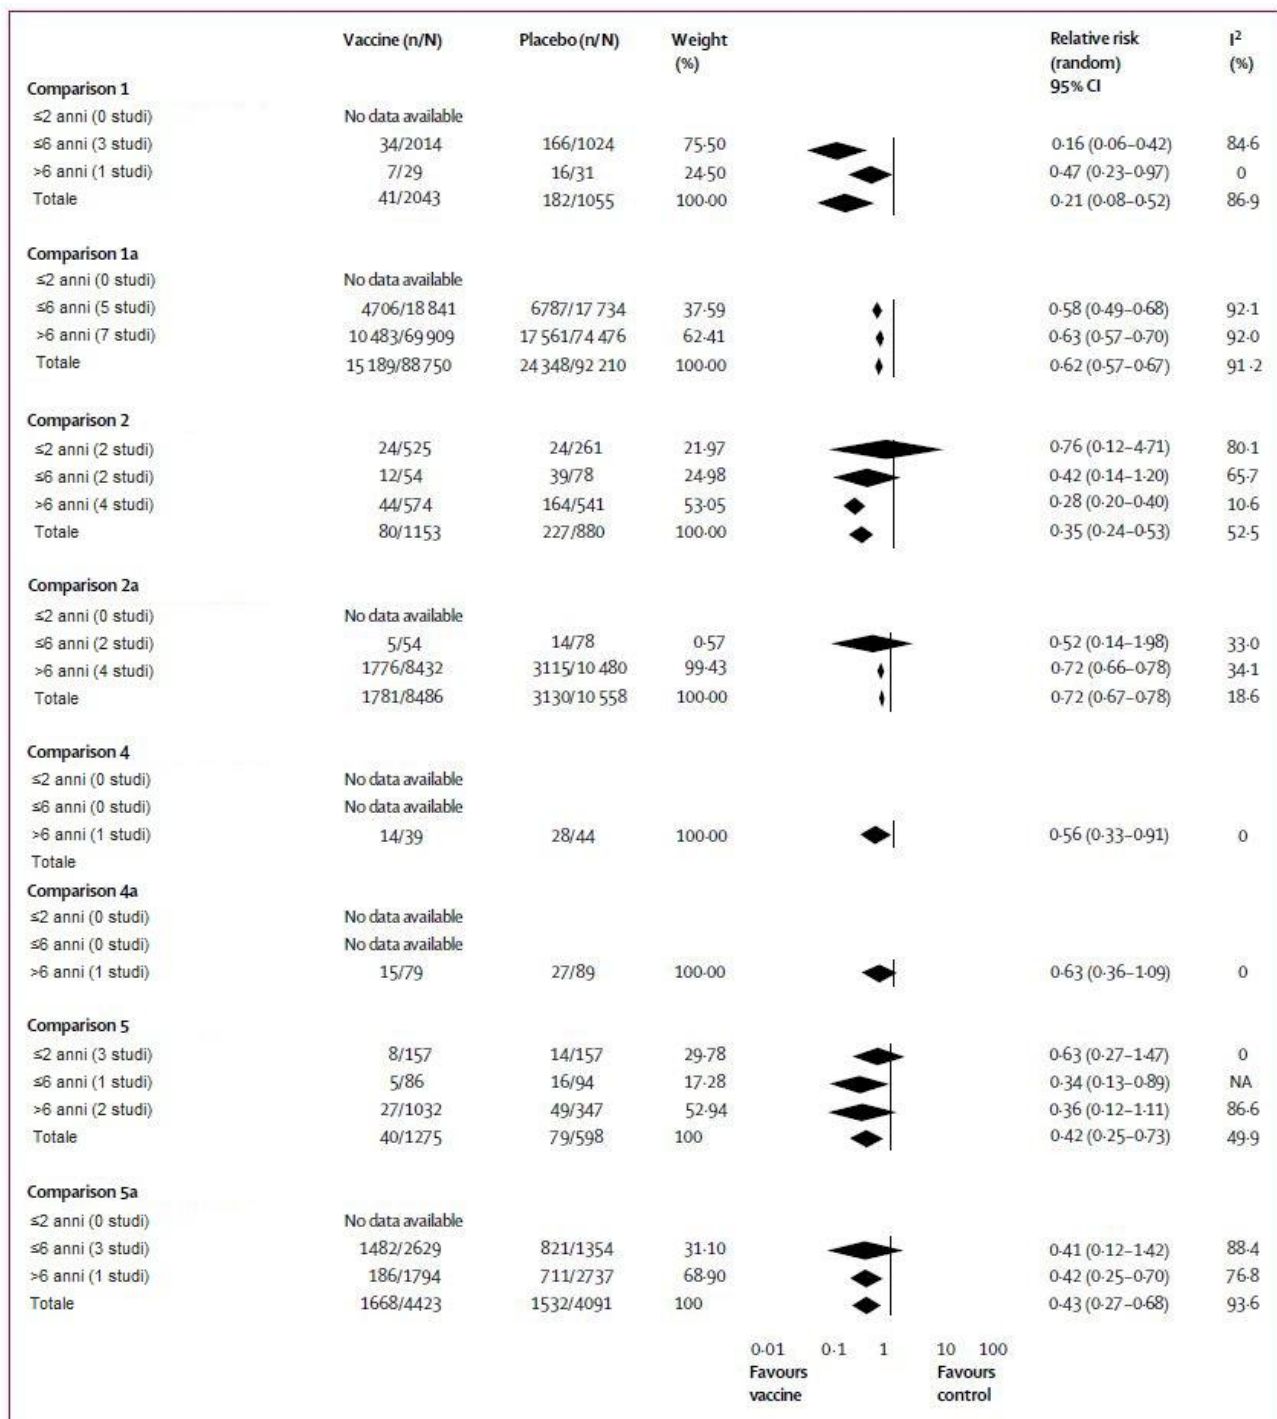 Vaccine (n/N) Placebo (n/N) Weight (%) Relative risk (random) 95% CI I² (%)
Comparison 1
≤2 anni (0 studi) No data available
≤6 anni (3 studi) 34/2014 166/1024 75·50 0·16 (0·06–0·42) 84·6
>6 anni (1 studi) 7/29 16/31 24·50 0·47 (0·23–0·97) 0
Totale 41/2043 182/1055 100·00 0·21 (0·08–0·52) 86·9
Comparison 1a
≤2 anni (0 studi) No data available
≤6 anni (5 studi) 4706/18 841 6787/17 734 37·59 0·58 (0·49–0·68) 92·1
>6 anni (7 studi) 10 483/69 909 17 561/74 476 62·41 0·63 (0·57–0·70) 92·0
Totale 15 189/88 750 24 348/92 210 100·00 0·62 (0·57–0·67) 91·2
Comparison 2
≤2 anni (2 studi) 24/525 24/261 21·97 0·76 (0·12–4·71) 80·1
≤6 anni (2 studi) 12/54 39/78 24·98 0·42 (0·14–1·20) 65·7
>6 anni (4 studi) 44/574 164/541 53·05 0·28 (0·20–0·40) 10·6
Totale 80/1153 227/880 100·00 0·35 (0·24–0·53) 52·5
Comparison 2a
≤2 anni (0 studi) No data available
≤6 anni (2 studi) 5/54 14/78 0·57 0·52 (0·14–1·98) 33·0
>6 anni (4 studi) 1776/8432 3115/10 480 99·43 0·72 (0·66–0·78) 34·1
Totale 1781/8486 3130/10 558 100·00 0·72 (0·67–0·78) 18·6
Comparison 4
≤2 anni (0 studi) No data available
≤6 anni (0 studi) No data available
>6 anni (1 studi) 14/39 28/44 100·00 0·56 (0·33–0·91) 0
Totale
Comparison 4a
≤2 anni (0 studi) No data available
≤6 anni (0 studi) No data available
>6 anni (1 studi) 15/79 27/89 100·00 0·63 (0·36–1·09) 0
Comparison 5
≤2 anni (3 studi) 8/157 14/157 29·78 0·63 (0·27–1·47) 0
≤6 anni (1 studi) 5/86 16/94 17·28 0·34 (0·13–0·89) NA
>6 anni (2 studi) 27/1032 49/347 52·94 0·36 (0·12–1·11) 86·6
Totale 40/1275 79/598 100 0·42 (0·25–0·73) 49·9
Comparison 5a
≤2 anni (0 studi) No data available
≤6 anni (3 studi) 1482/2629 821/1354 31·10 0·41 (0·12–1·42) 88·4
>6 anni (1 studi) 186/1794 711/2737 68·90 0·42 (0·25–0·70) 76·8
Totale 1668/4423 1532/4091 100 0·43 (0·27–0·68) 93·6
0·01 0·1 1 10 100
Favours vaccine Favours control